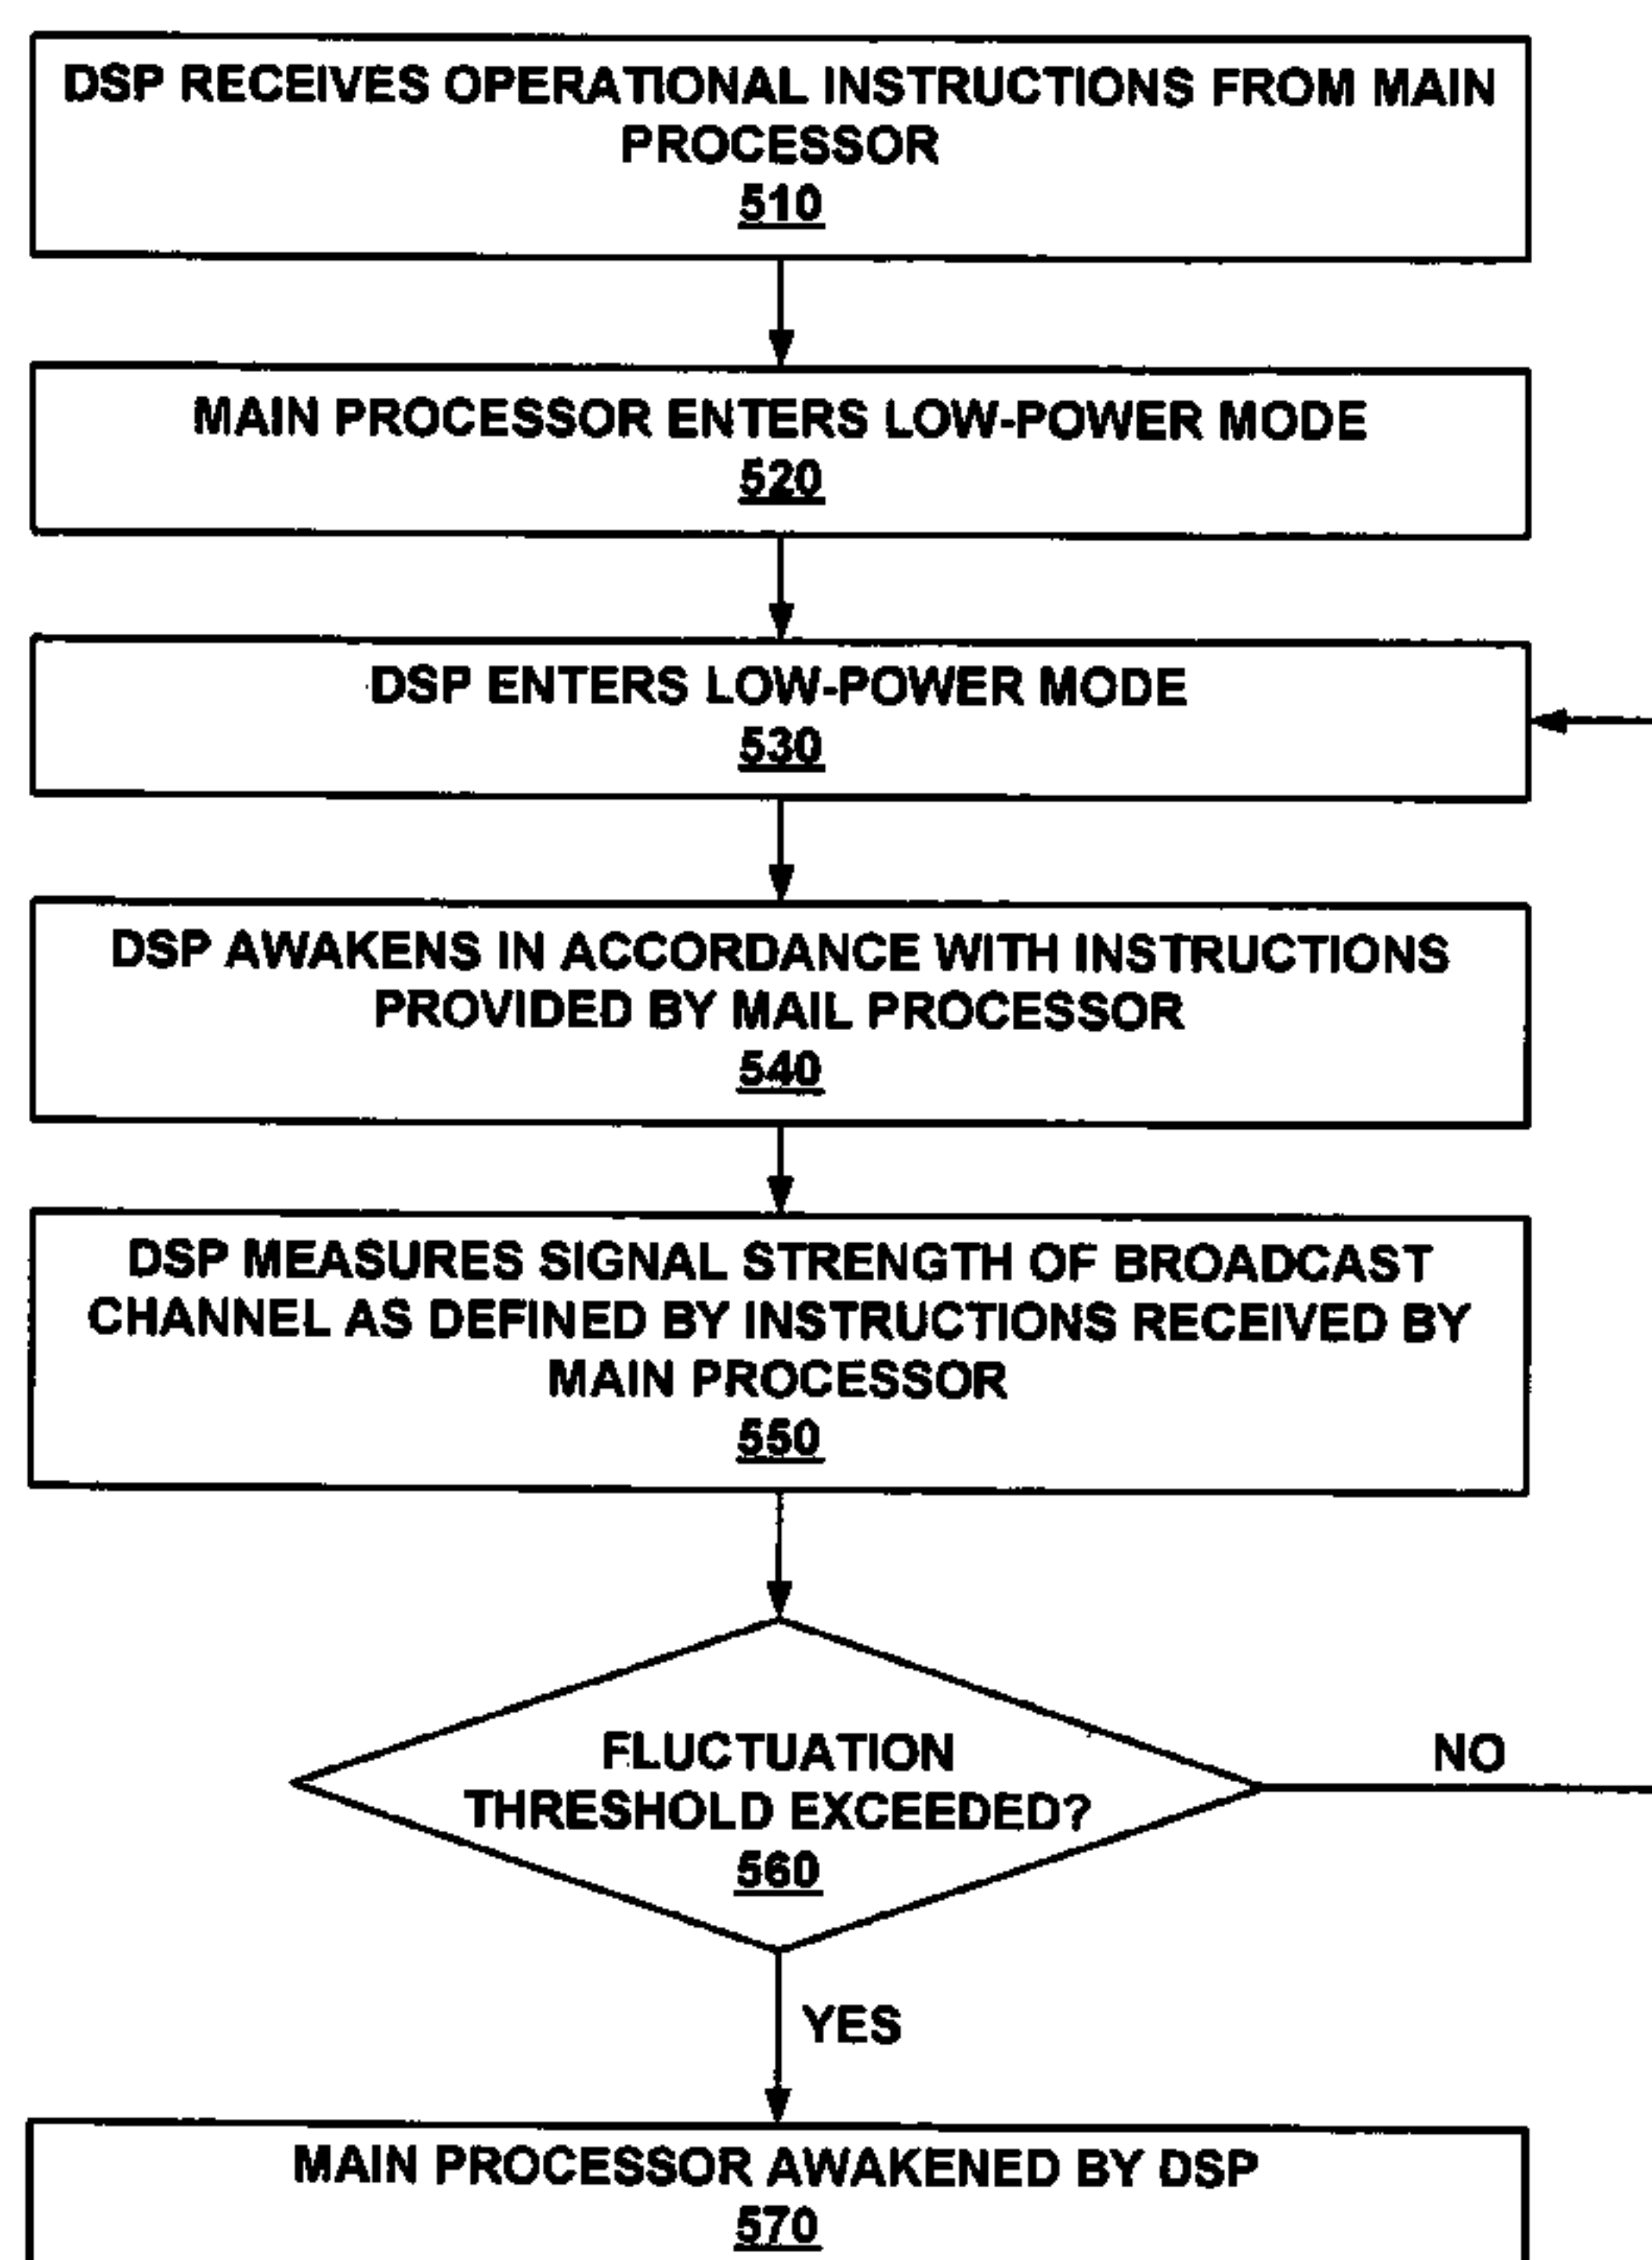 DSP RECEIVES OPERATIONAL INSTRUCTIONS FROM MAIN
PROCESSOR
510
MAIN PROCESSOR ENTERS LOW-POWER MODE
520
DSP ENTERS LOW-POWER MODE
530
DSP AWAKENS IN ACCORDANCE WITH INSTRUCTIONS
PROVIDED BY MAIL PROCESSOR
540
DSP MEASURES SIGNAL STRENGTH OF BROADCAST
CHANNEL AS DEFINED BY INSTRUCTIONS RECEIVED BY
MAIN PROCESSOR
550
FLUCTUATION
THRESHOLD EXCEEDED?
560
NO
YES
MAIN PROCESSOR AWAKENED BY DSP
570